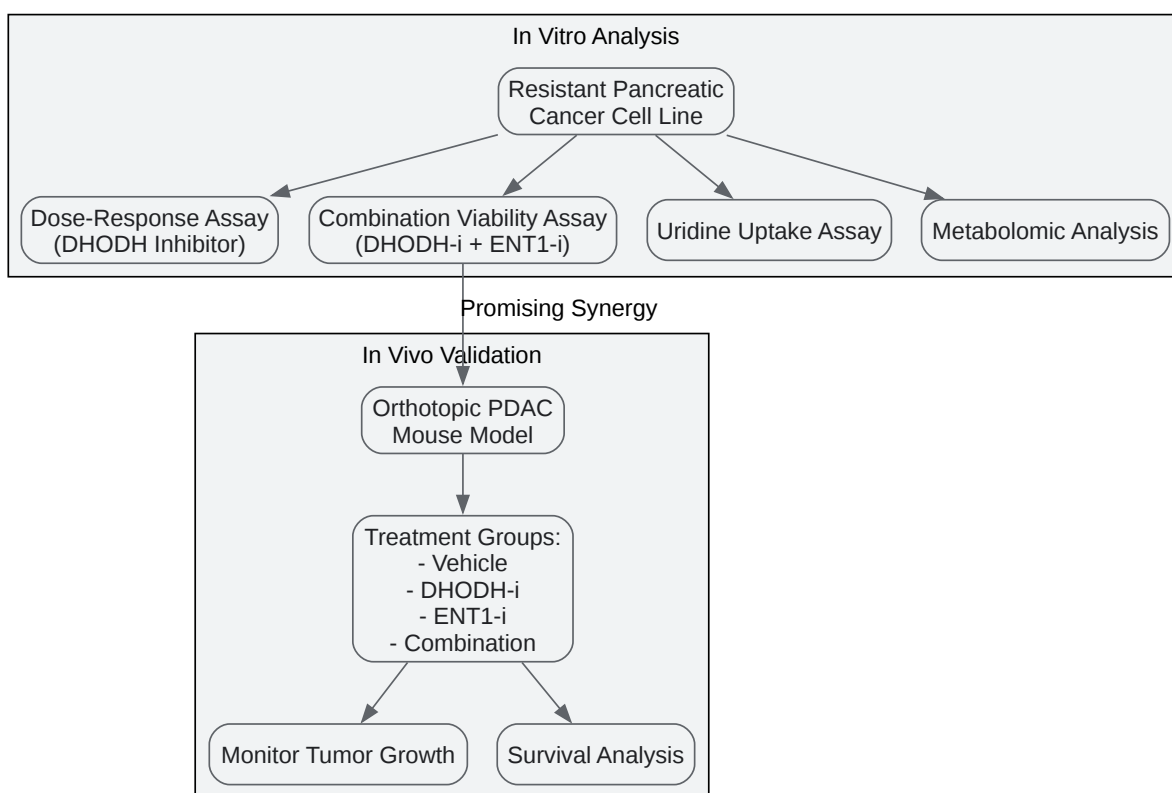 In Vitro Analysis
Resistant Pancreatic
Cancer Cell Line
Dose-Response Assay
(DHODH Inhibitor)
Combination Viability Assay
(DHODH-i + ENT1-i)
Uridine Uptake Assay
Metabolomic Analysis
Promising Synergy
In Vivo Validation
Orthotopic PDAC
Mouse Model
Treatment Groups:
- Vehicle
- DHODH-i
- ENT1-i
- Combination
Monitor Tumor Growth
Survival Analysis